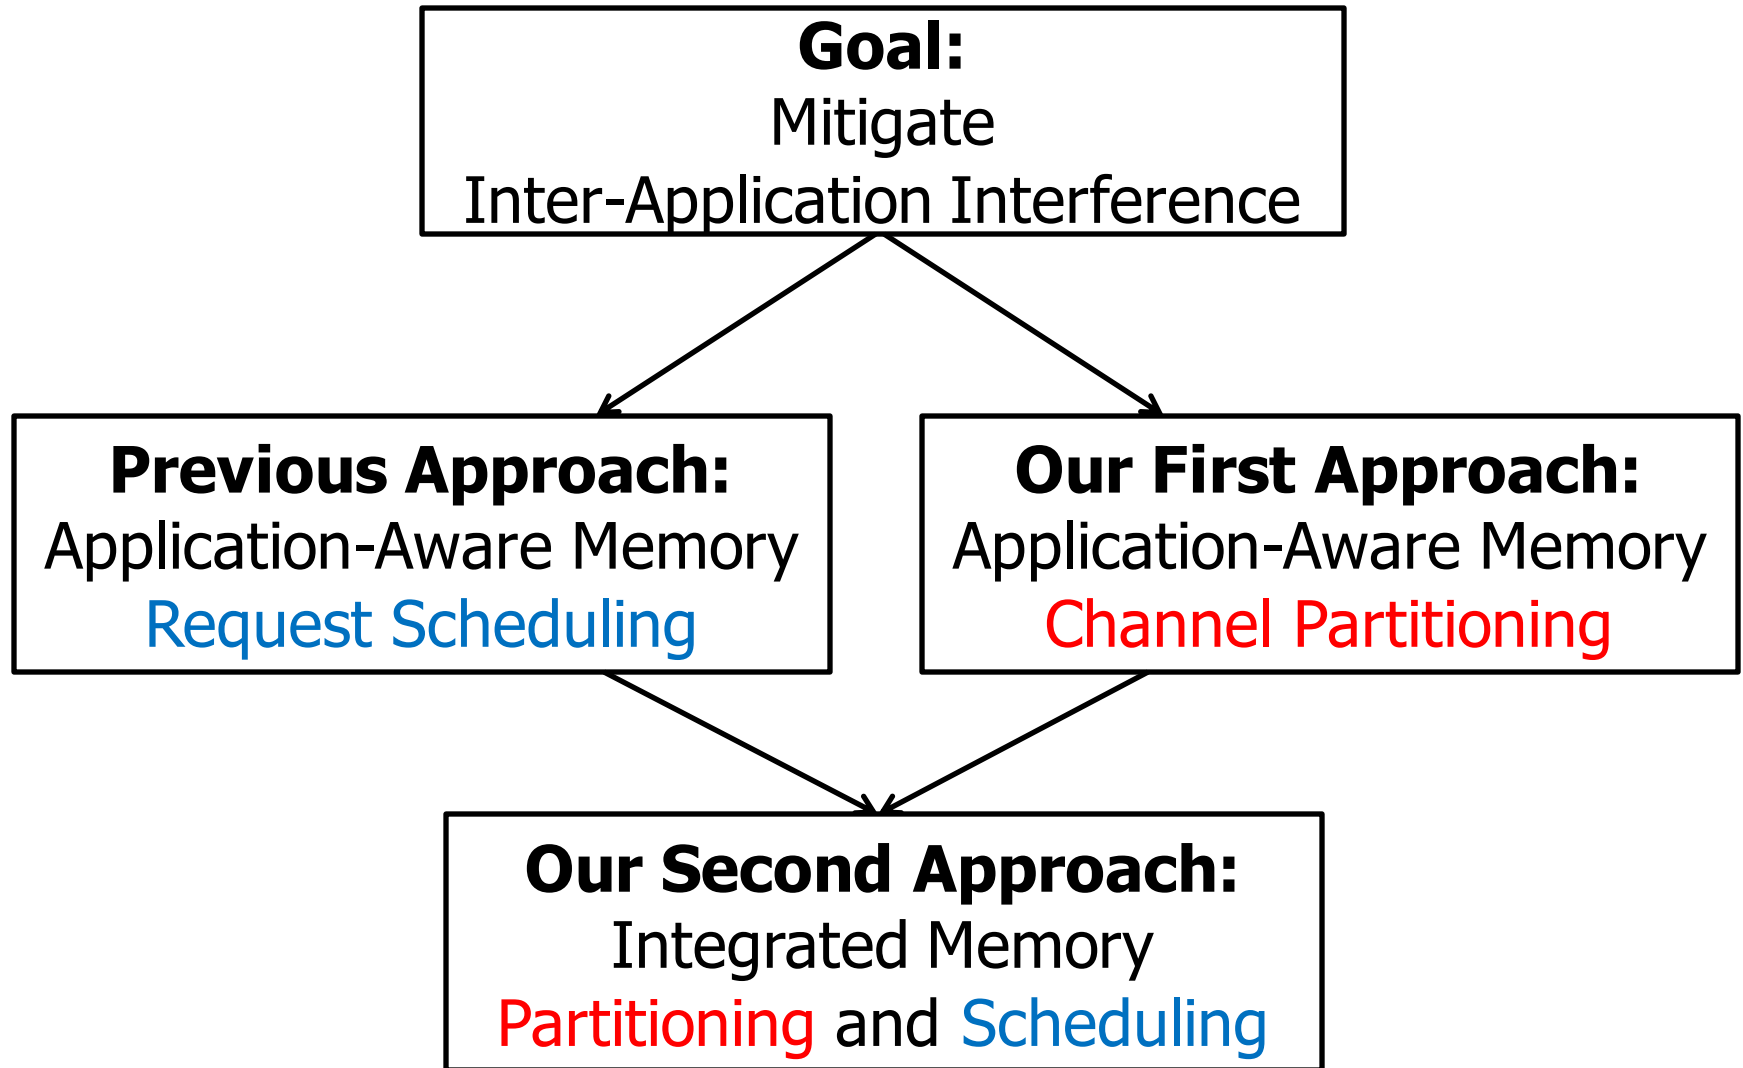 Goal:
Mitigate
Inter-Application Interference
Previous Approach:
Application-Aware Memory
Request Scheduling
Our First Approach:
Application-Aware Memory
Channel Partitioning
Our Second Approach:
Integrated Memory
Partitioning and Scheduling